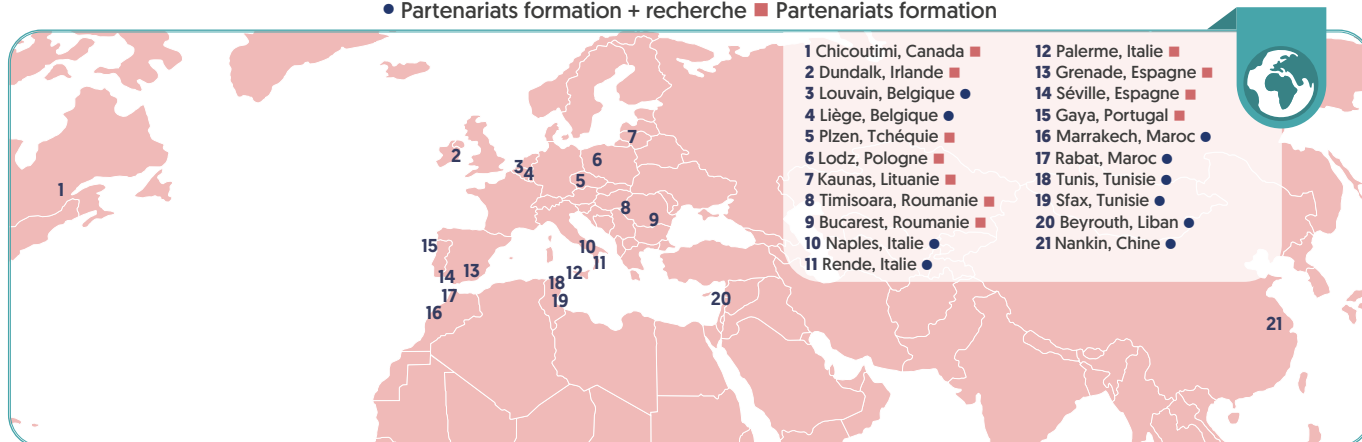 ● Partenariats formation + recherche ■ Partenariats formation
1 Chicoutimi, Canada ■
2 Dundalk, Irlande ■
3 Louvain, Belgique ●
4 Liège, Belgique ●
5 Plzen, Tchéquie ■
6 Lodz, Pologne ■
7 Kaunas, Lituanie ■
8 Timisoara, Roumanie ■
9 Bucarest, Roumanie ■
10 Naples, Italie ●
11 Rende, Italie ●
12 Palerme, Italie ■
13 Grenade, Espagne ■
14 Séville, Espagne ■
15 Gaya, Portugal ■
16 Marrakech, Maroc ●
17 Rabat, Maroc ●
18 Tunis, Tunisie ●
19 Sfax, Tunisie ●
20 Beyrouth, Liban ●
21 Nankin, Chine ●
7
2
3
4
6
5
1
8
9
15
10
11
14
13
12
18
17
19
20
16
21